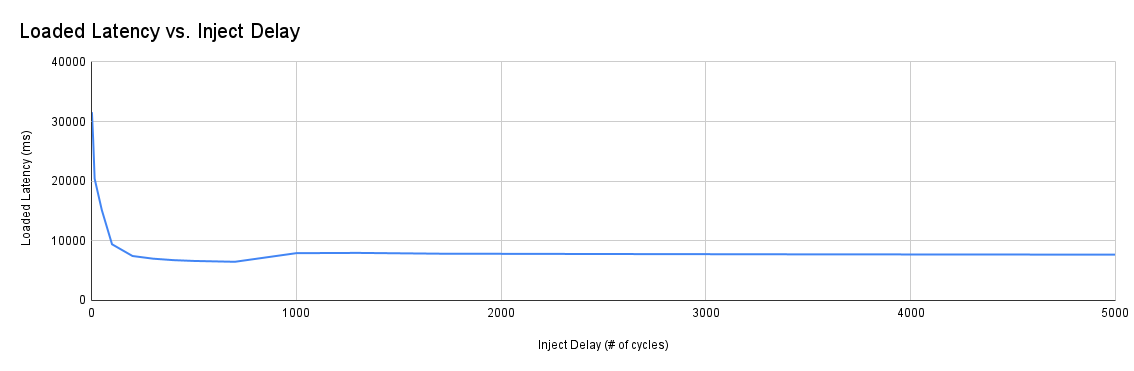 Loaded Latency vs. Inject Delay
40000
30000
20000
10000
0
Loaded Latency (ms)
0 1000 2000 3000 4000 5000
Inject Delay (# of cycles)